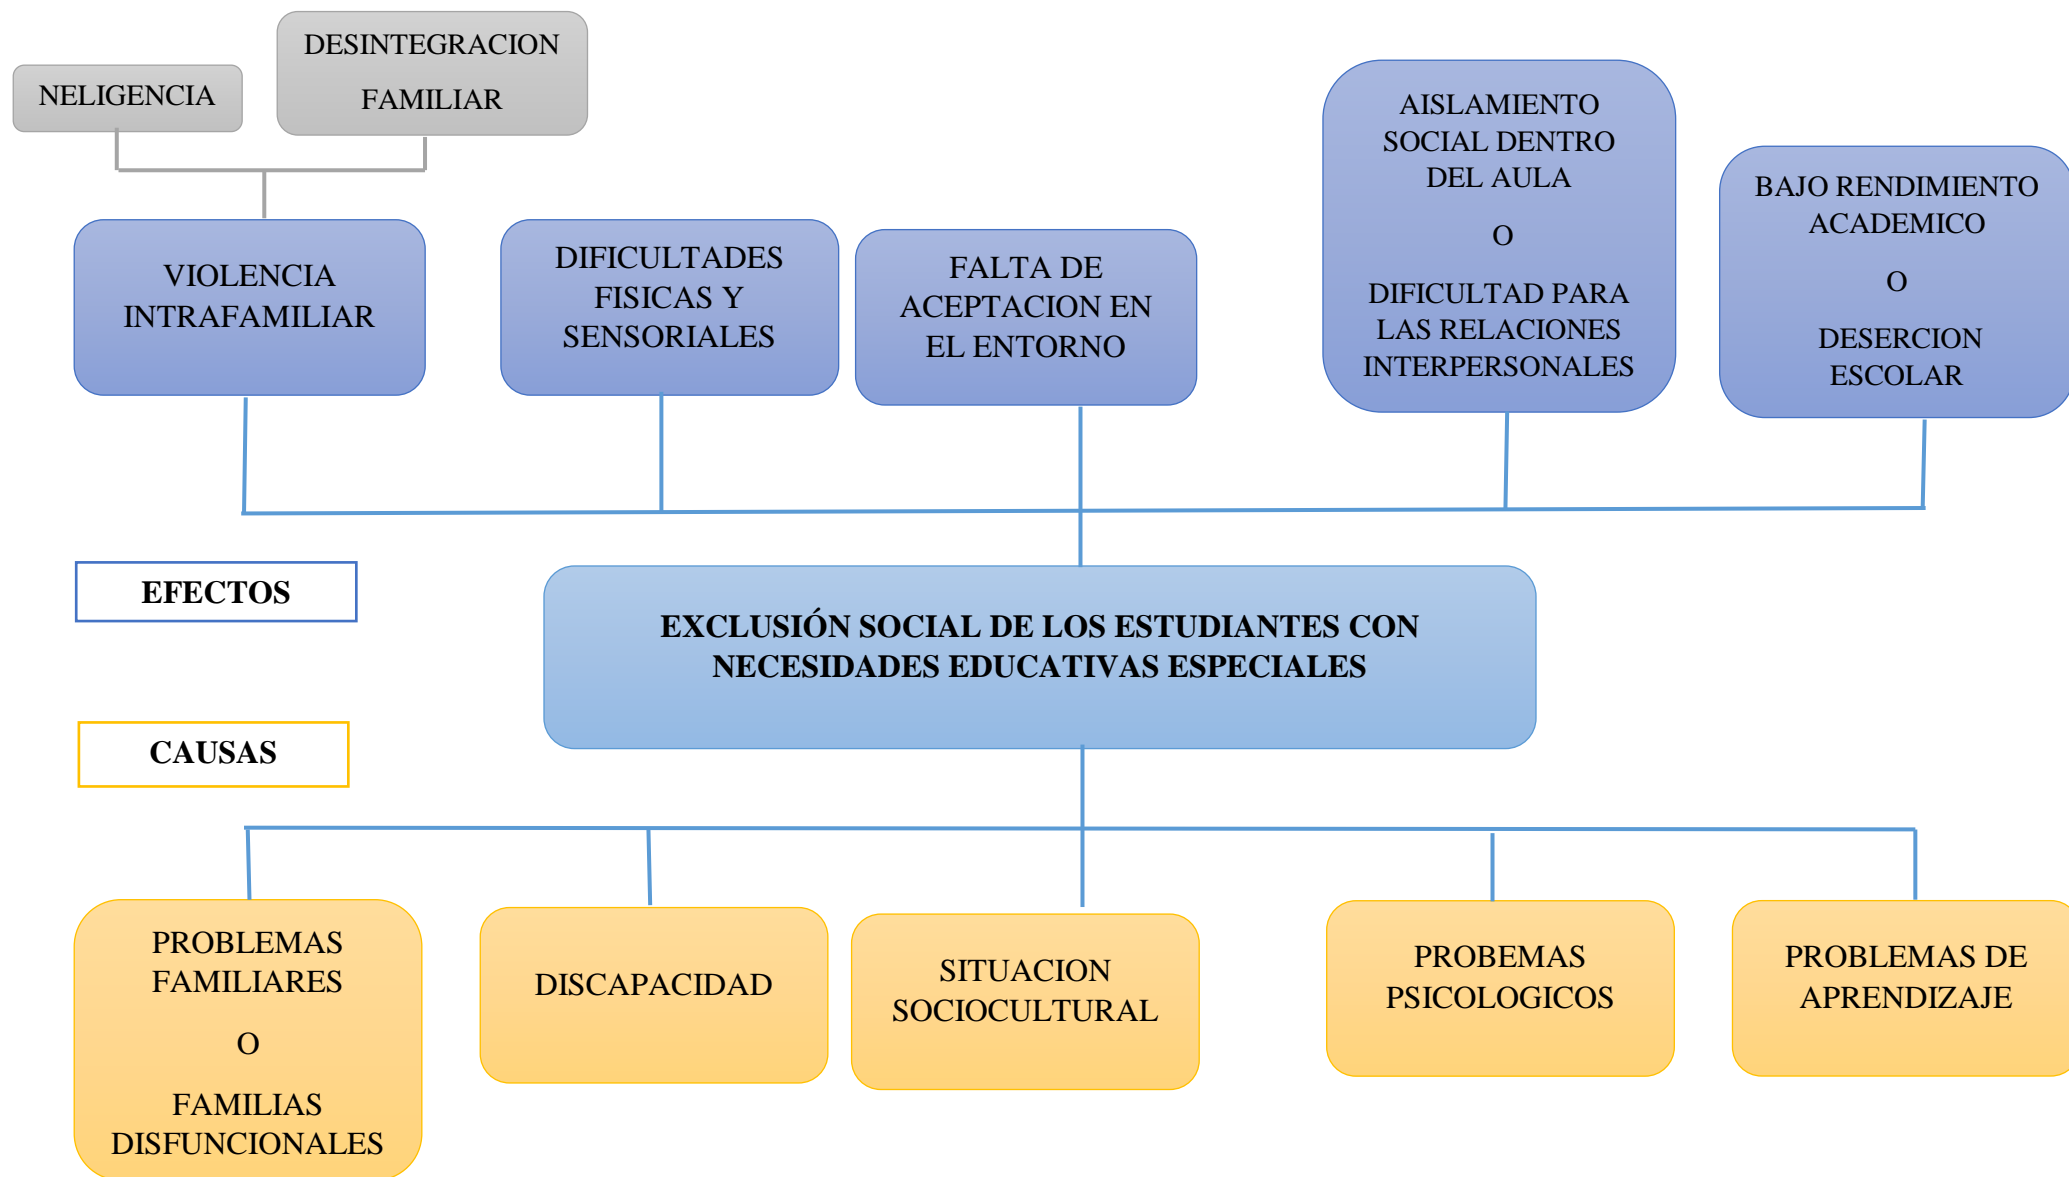 NELIGENCIA
DESINTEGRACION
FAMILIAR
VIOLENCIA
INTRAFAMILIAR
DIFICULTADES
FISICAS Y
SENSORIALES
FALTA DE
ACEPTACION EN
EL ENTORNO
AISLAMIENTO
SOCIAL DENTRO
DEL AULA
O
DIFICULTAD PARA
LAS RELACIONES
INTERPERSONALES
BAJO RENDIMIENTO
ACADEMICO
O
DESERCION
ESCOLAR
EFECTOS
EXCLUSIÓN SOCIAL DE LOS ESTUDIANTES CON
NECESIDADES EDUCATIVAS ESPECIALES
CAUSAS
PROBLEMAS
FAMILIARES
O
FAMILIAS
DISFUNCIONALES
DISCAPACIDAD
SITUACION
SOCIOCULTURAL
PROBEMAS
PSICOLOGICOS
PROBLEMAS DE
APRENDIZAJE